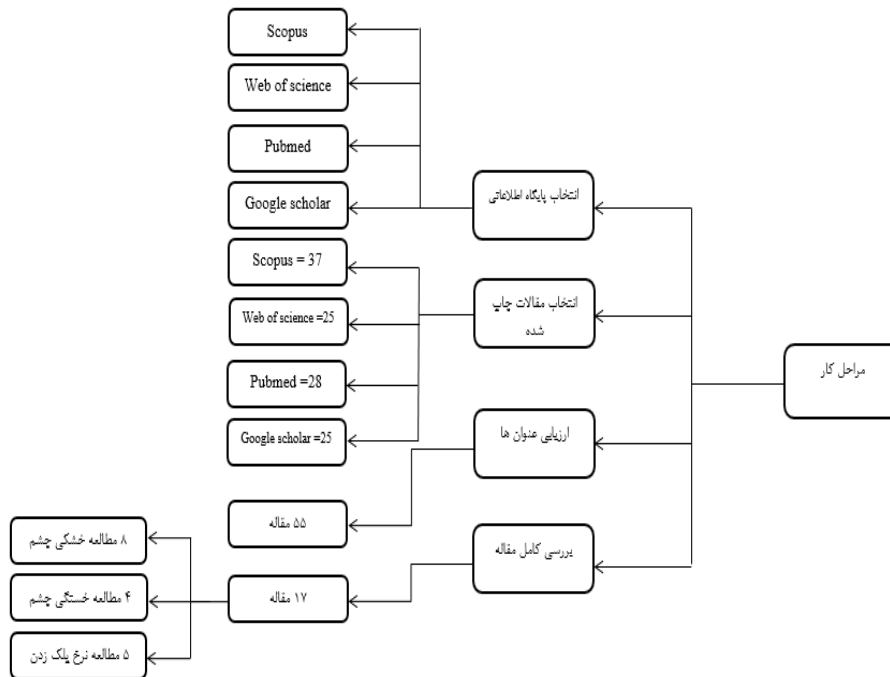 مراحل کار
انتخاب پایگاه اطلاعاتی
Scopus
Web of science
Pubmed
Google scholar
انتخاب مقالات چاپ
شده
Scopus = 37
Web of science =25
Pubmed =28
Google scholar =25
ارزیابی عنوان ها
۵۵ مقاله
بررسی کامل مقاله
۱۷ مقاله
۸ مطالعه خشکی چشم
۴ مطالعه خستگی چشم
۵ مطالعه نرخ پلک زدن